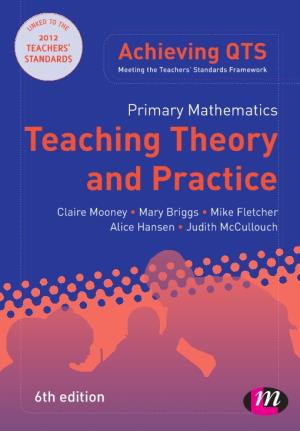 LINKED TO THE
2012
TEACHERS'
STANDARDS
Achieving QTS
Meeting the Teachers' Standards Framework
Primary Mathematics
Teaching Theory
and Practice
Claire Mooney • Mary Briggs • Mike Fletcher
Alice Hansen • Judith McCullouch
6th edition
m